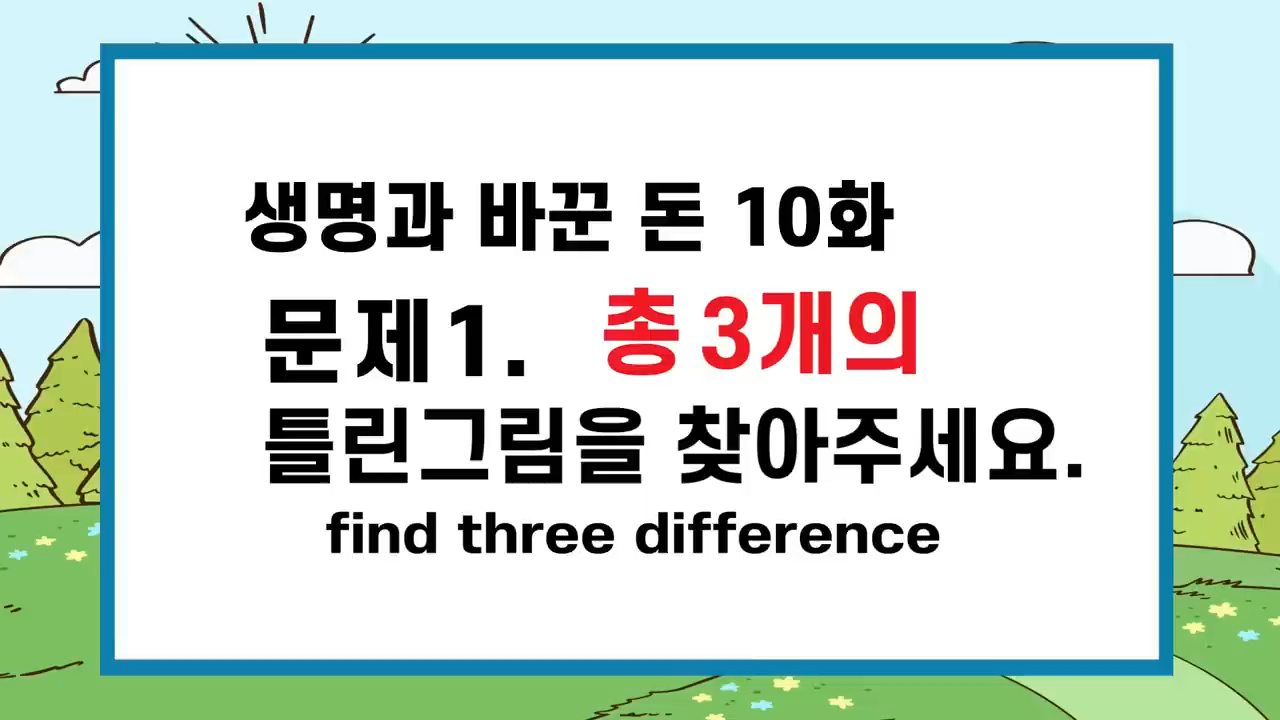 생명과 바꾼 돈 10화
문제1. 총3개의
틀린그림을 찾아주세요.
find three difference